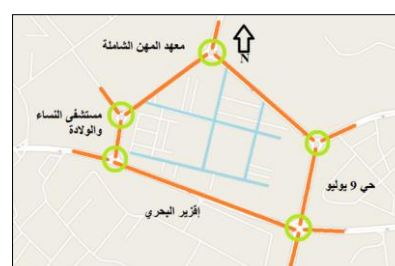 معهد المهن الشاملة
N
مستشفى النساء
والولادة
حي 9 يوليو
إقزير البحري